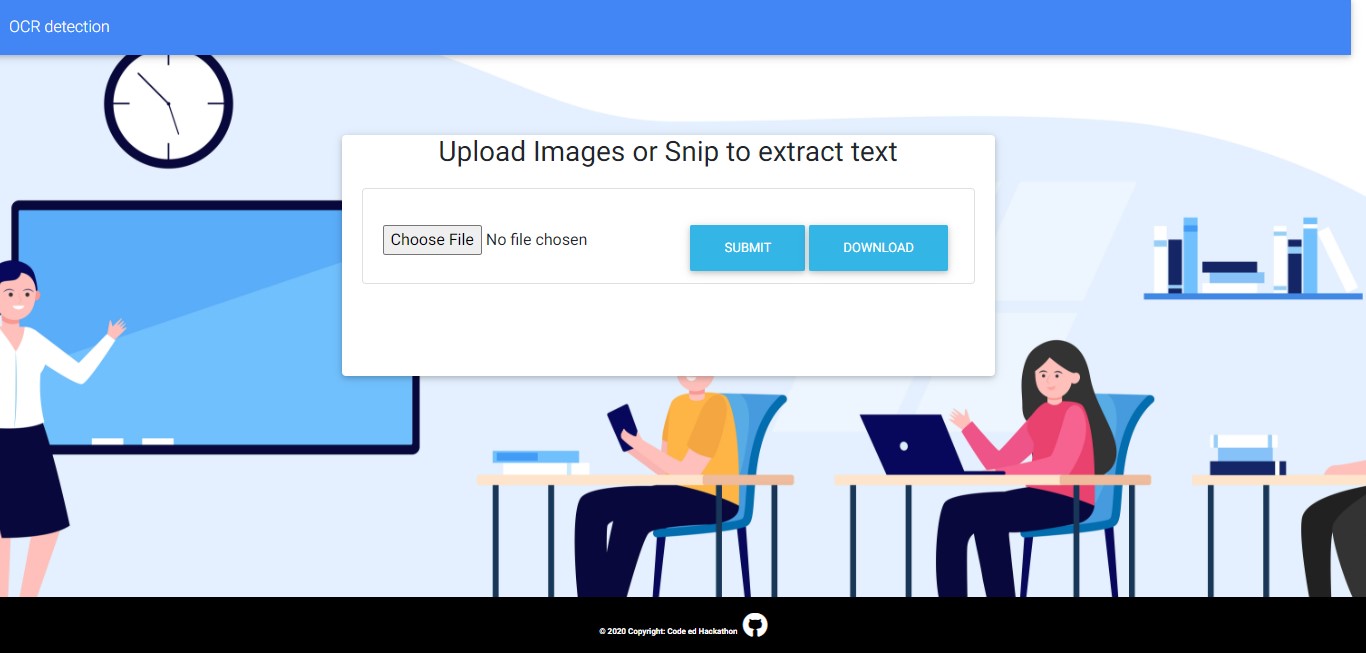 OCR detection
Upload Images or Snip to extract text
Choose File No file chosen
SUBMIT DOWNLOAD
© 2020 Copyright: Code ed Hackathon